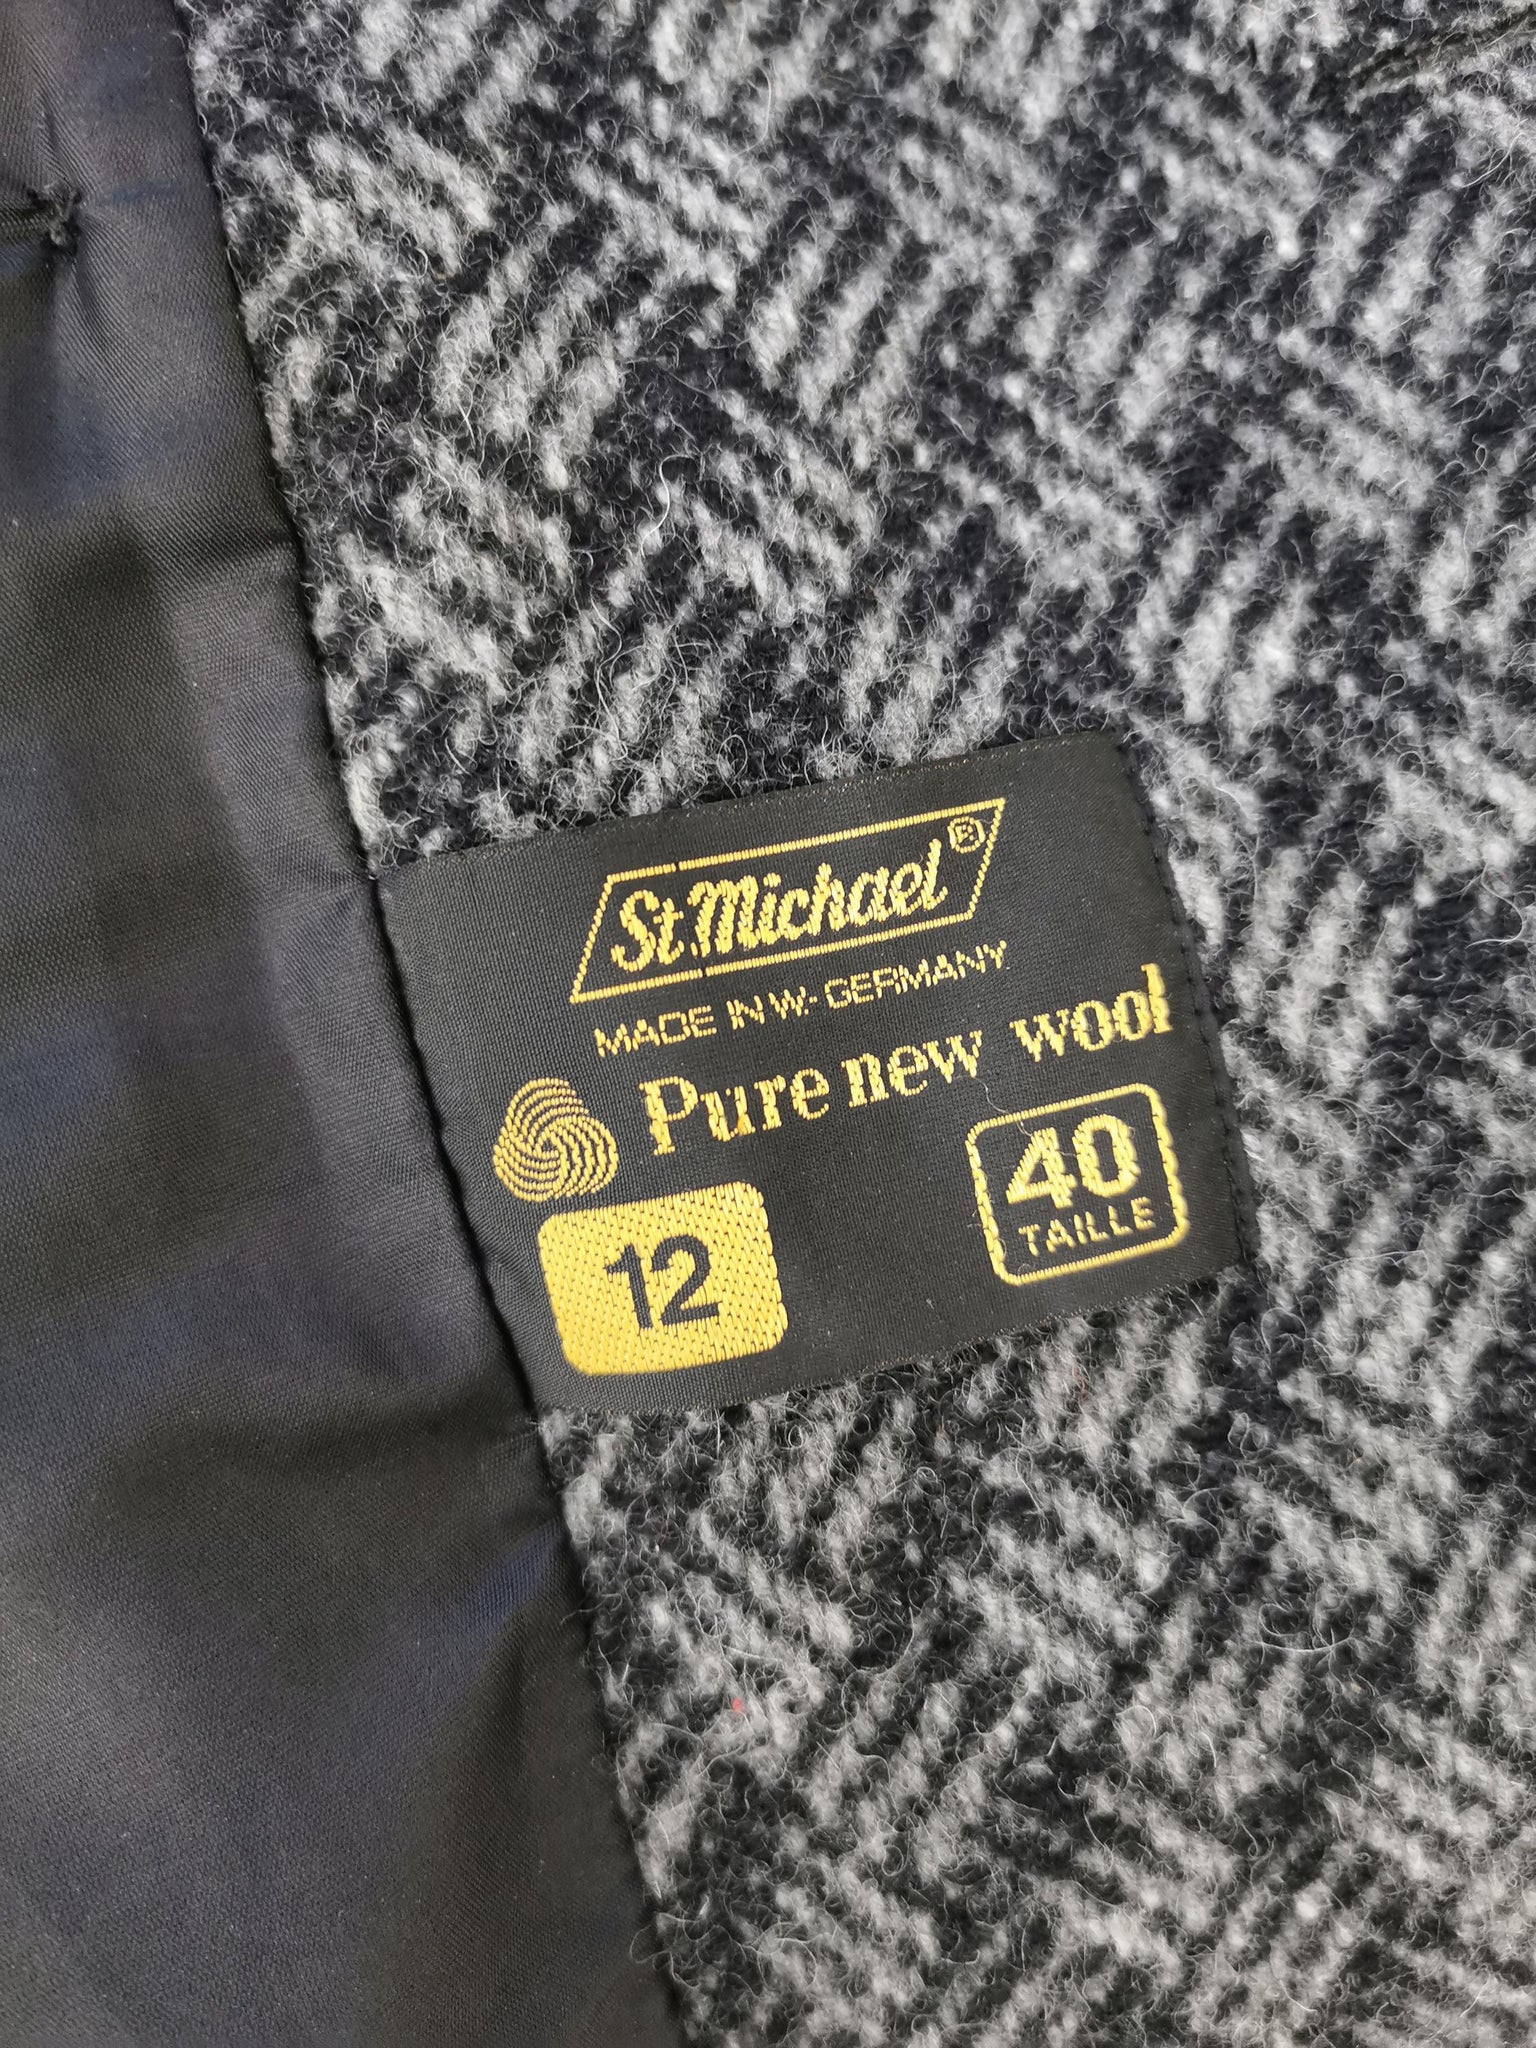 St.Michael®
MADE IN W.-GERMANY
Pure new wool
12
40
TAILLE